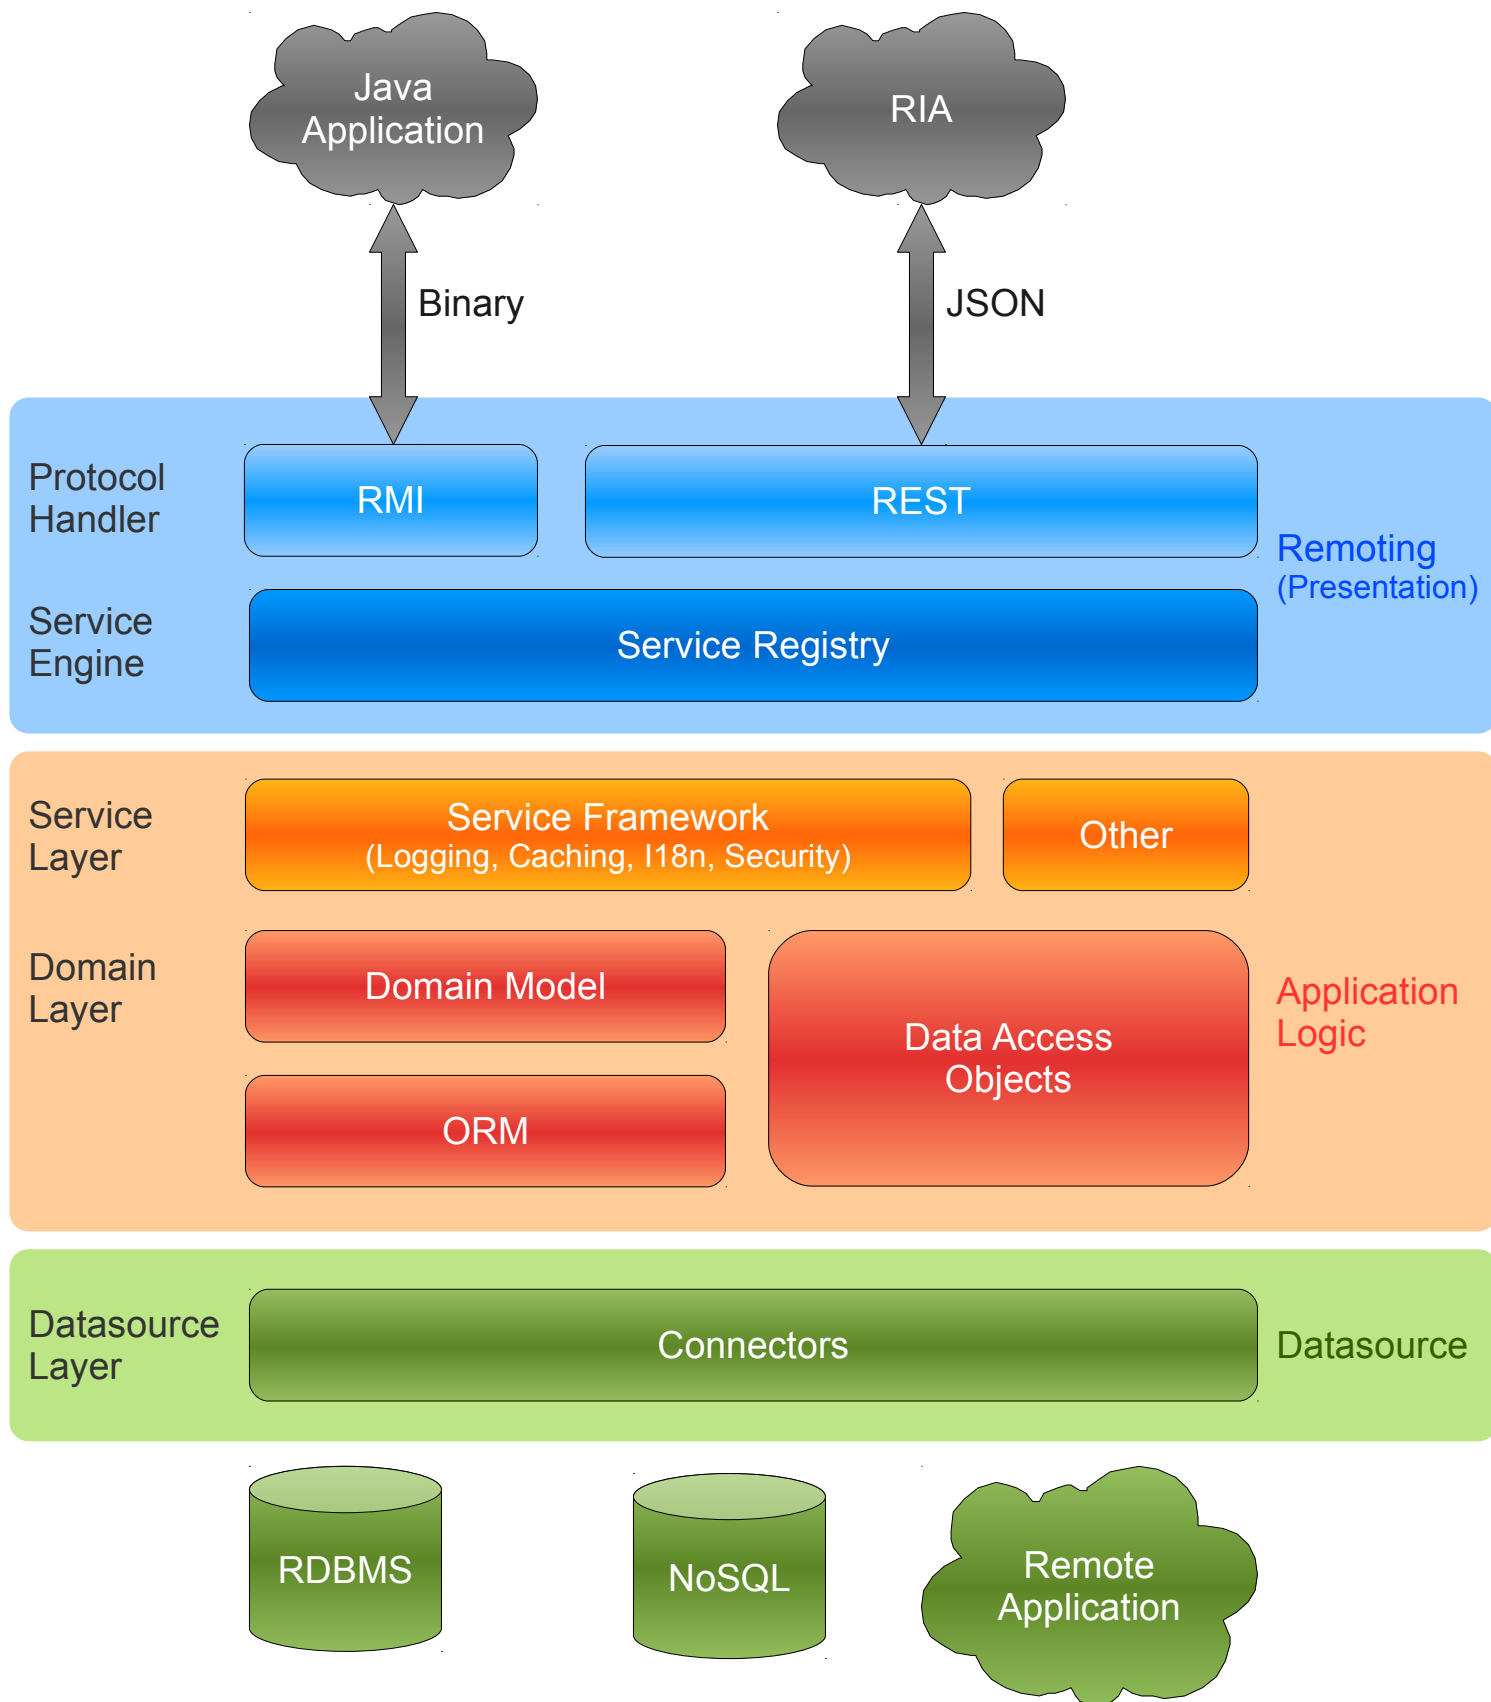 Java
Application
RIA
Binary
JSON
Protocol
Handler
RMI
REST
Remoting
(Presentation)
Service
Engine
Service Registry
Service
Layer
Service Framework
(Logging, Caching, I18n, Security)
Other
Domain
Layer
Domain Model
Data Access
Objects
Application
Logic
ORM
Datasource
Layer
Connectors
Datasource
RDBMS
NoSQL
Remote
Application